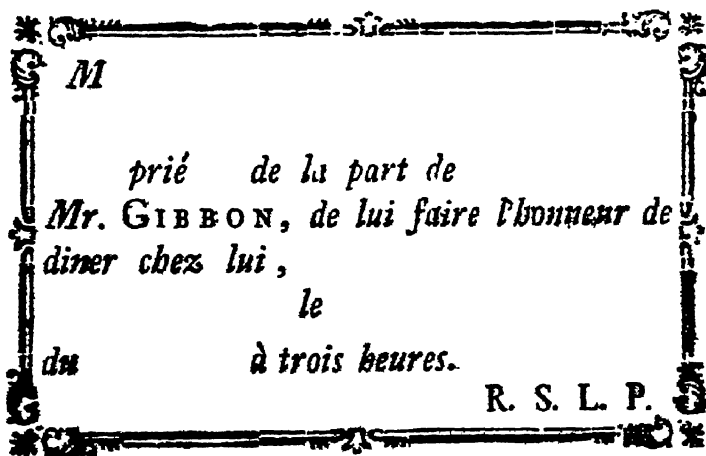 M
prié de la part de
Mr. GIBBON, de lui faire l'honneur de
diner chez lui,
le
du à trois heures.
R. S. L. P.